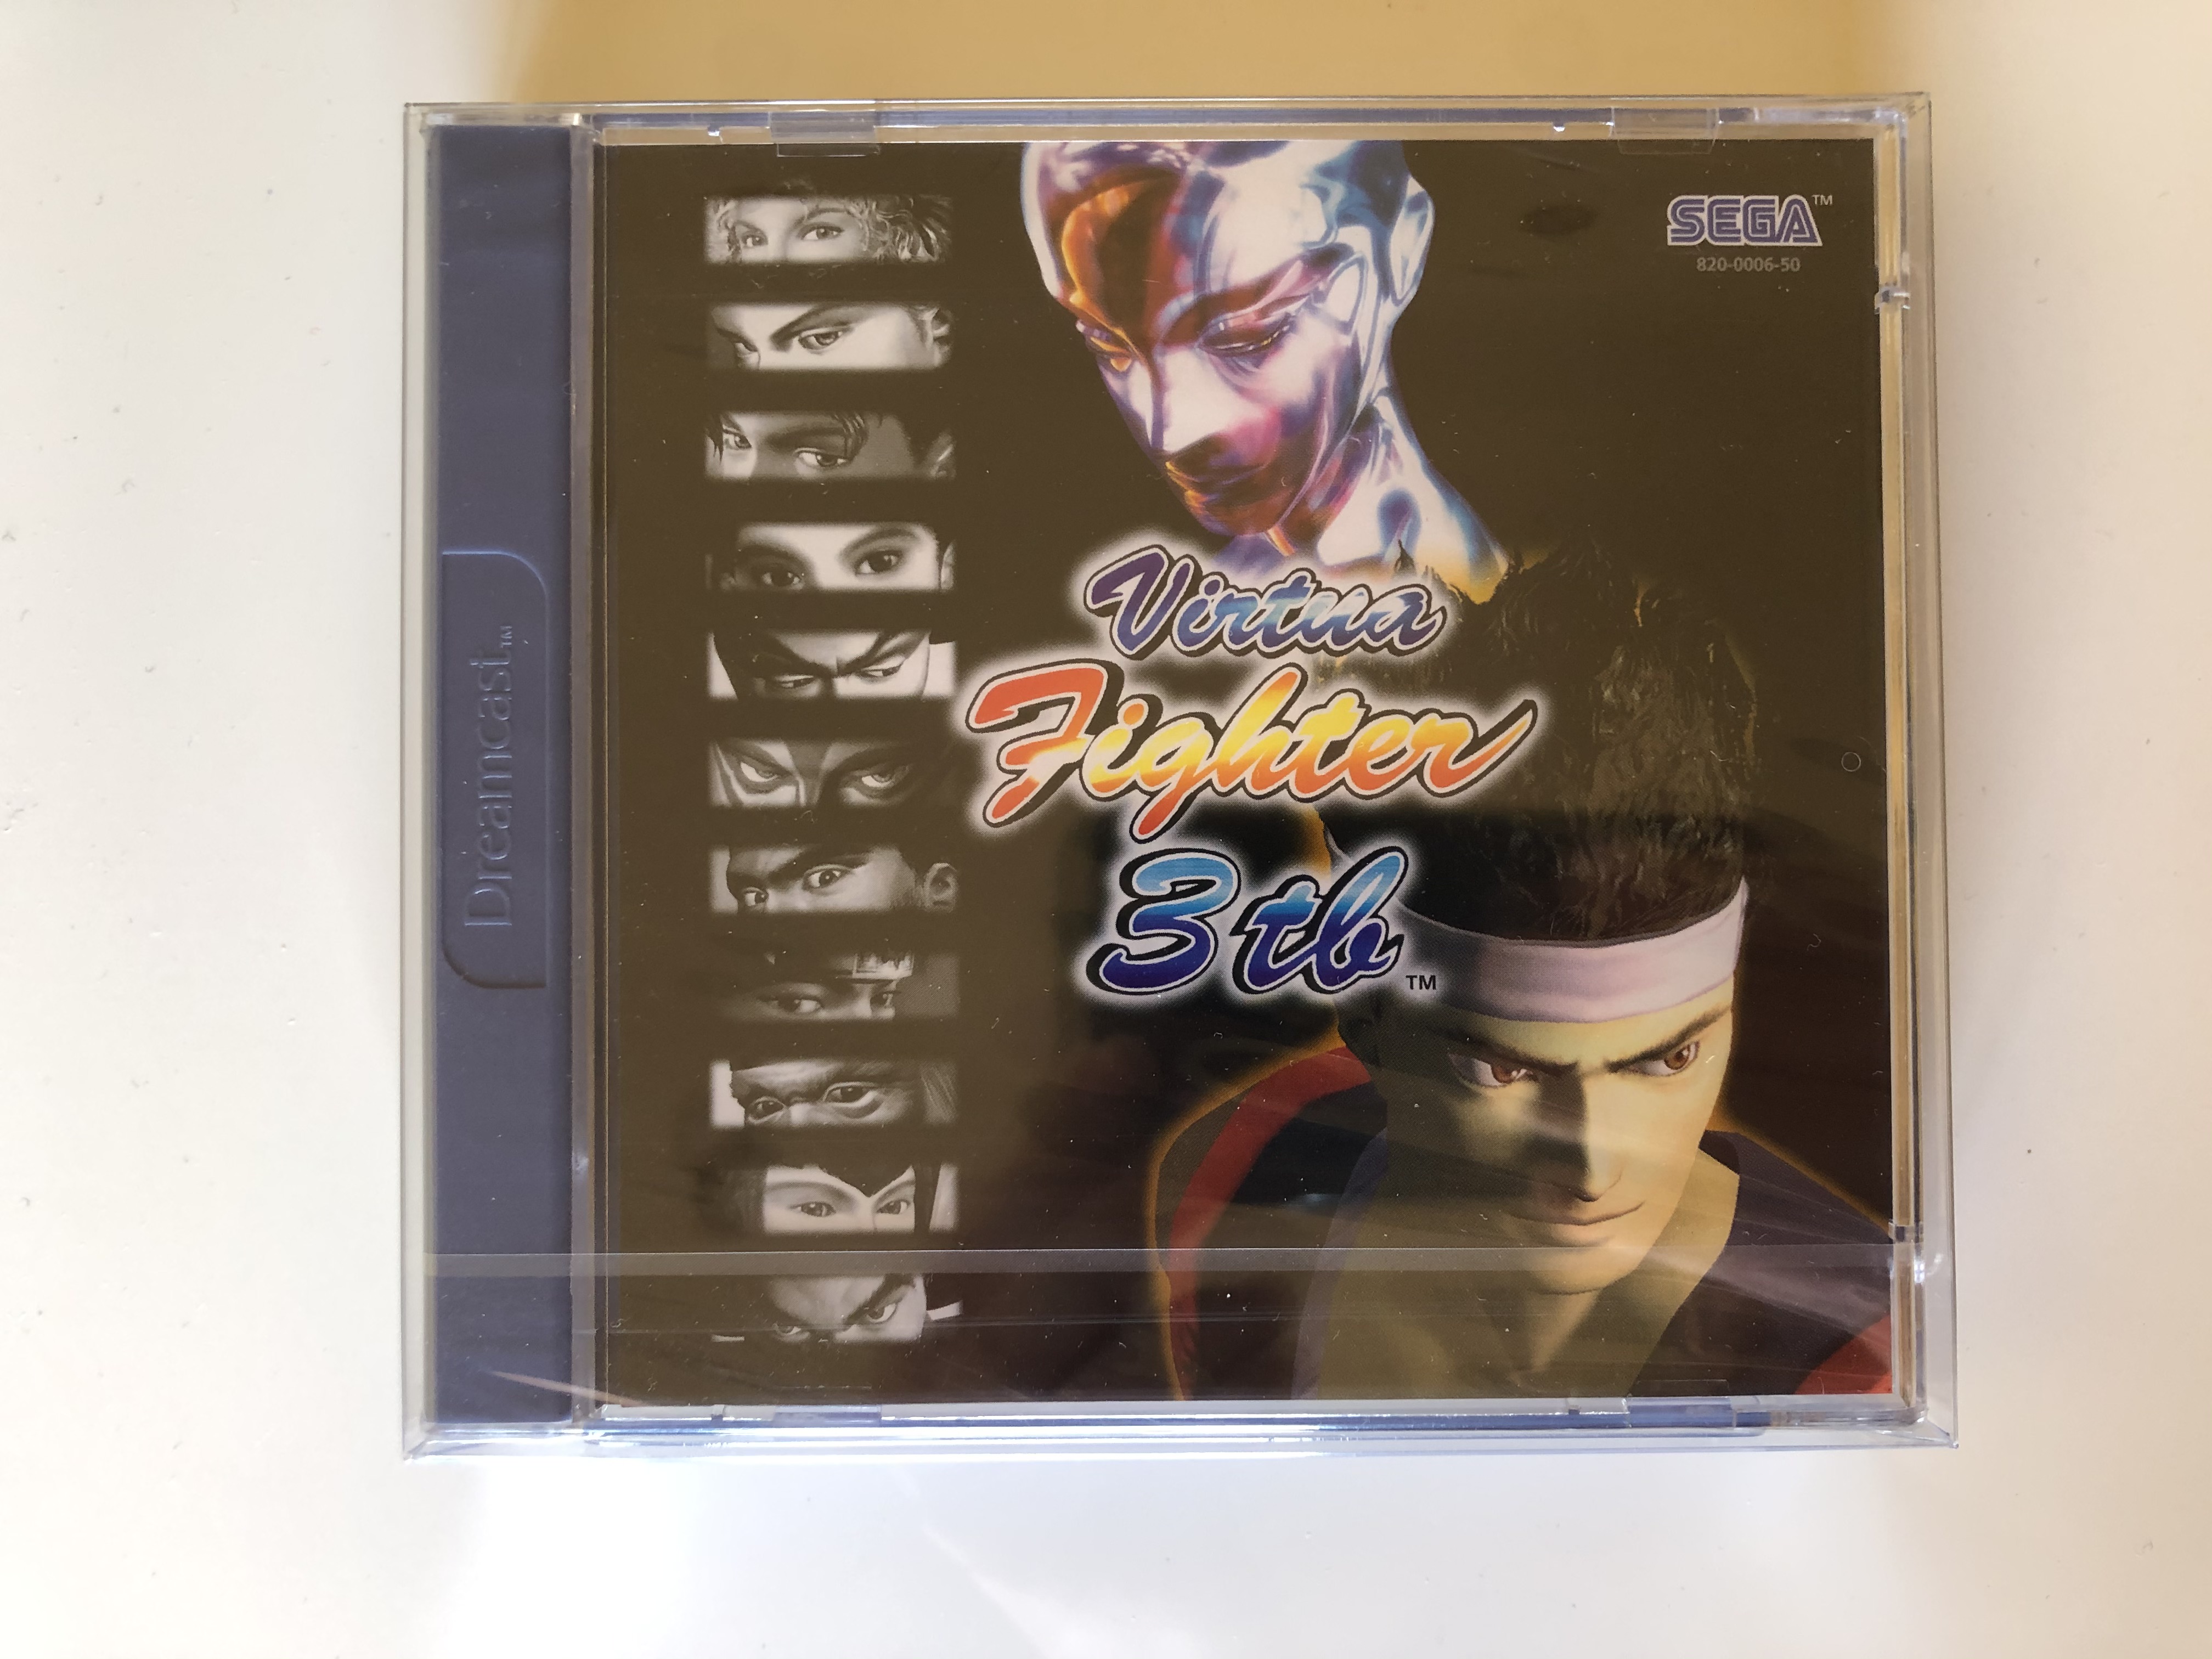 SEGA™
820-0006-50
Virtua
Fighter
3tb™
Dreamcast™